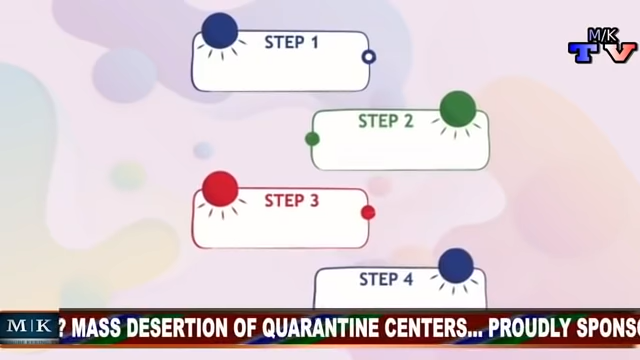 M/K
TV
STEP 1
STEP 2
STEP 3
STEP 4
M|K
? MASS DESERTION OF QUARANTINE CENTERS... PROUDLY SPONSO